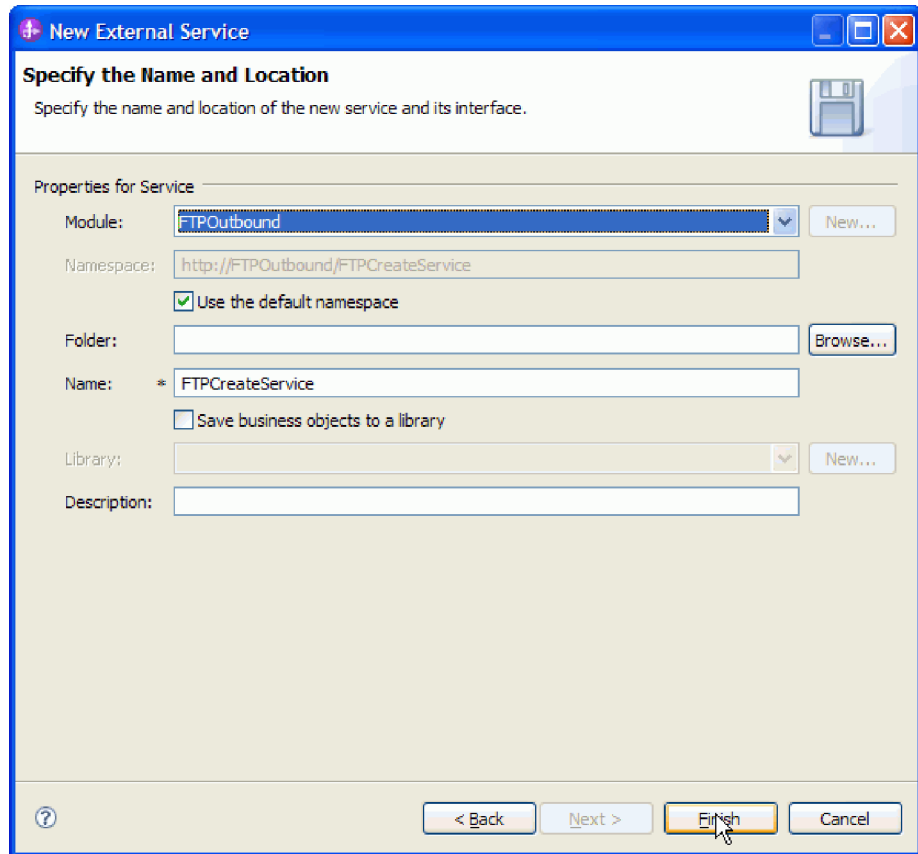 New External Service
Specify the Name and Location
Specify the name and location of the new service and its interface.
Properties for Service
Module: FTPOutbound New...
Namespace: http://FTPOutbound/FTPCreateService
Use the default namespace
Folder: Browse...
Name: * FTPCreateService
Save business objects to a library
Library: New...
Description:
? < Back Next > Finish Cancel